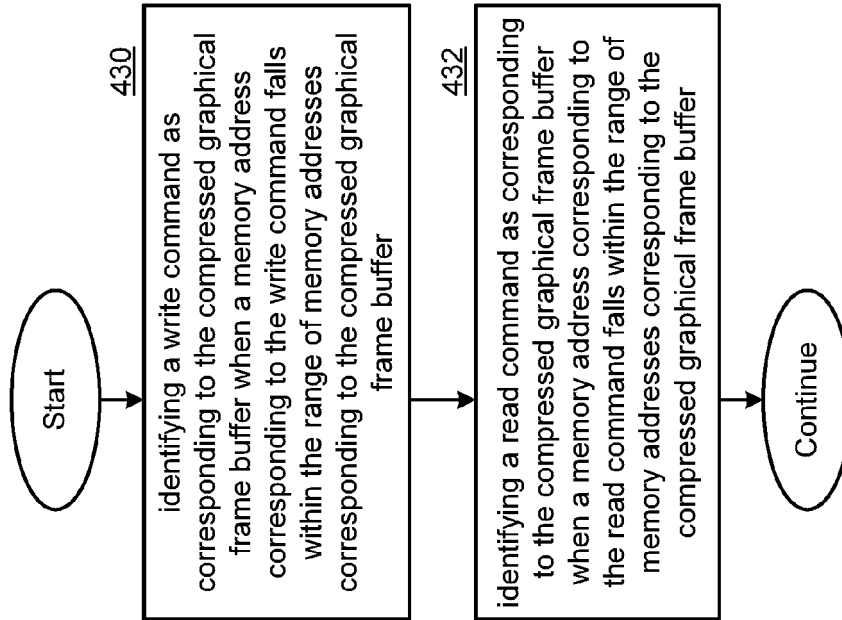 Start
430
identifying a write command as
corresponding to the compressed graphical
frame buffer when a memory address
corresponding to the write command falls
within the range of memory addresses
corresponding to the compressed graphical
frame buffer
432
identifying a read command as corresponding
to the compressed graphical frame buffer
when a memory address corresponding to
the read command falls within the range of
memory addresses corresponding to the
compressed graphical frame buffer
Continue